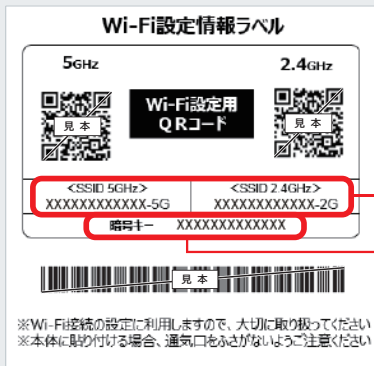 Wi-Fi設定情報ラベル
5GHz
2.4GHz
見本
Wi-Fi設定用
QRコード
見本
<SSID 5GHz>
<SSID 2.4GHz>
XXXXXXXXXXXX-5G
XXXXXXXXXXXX-2G
暗号キー XXXXXXXXXXXXX
見本
※Wi-Fi接続の設定に利用しますので、大切に取り扱ってください
※本体に貼り付ける場合、通気口をふさがないようご注意ください